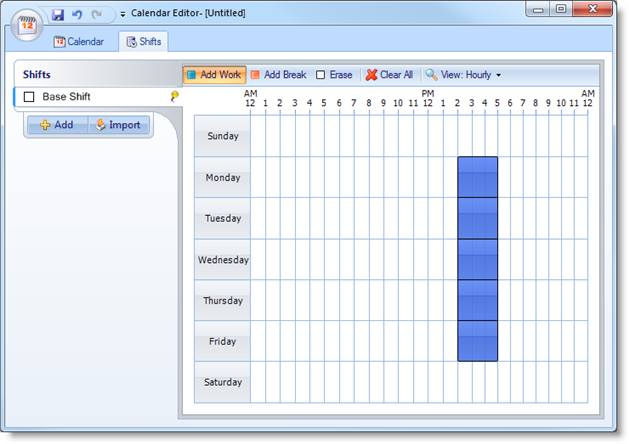 Calendar Editor- [Untitled]
12
12 Calendar Shifts
Shifts
Base Shift
Add Import
Add Work Add Break Erase Clear All View: Hourly
AM PM AM
12 1 2 3 4 5 6 7 8 9 10 11 12 1 2 3 4 5 6 7 8 9 10 11 12
Sunday
Monday
Tuesday
Wednesday
Thursday
Friday
Saturday